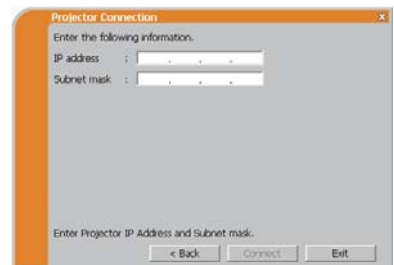 Projector Connection x
Enter the following information.
IP address : . . .
Subnet mask : . . .
Enter Projector IP Address and Subnet mask.
< Back Connect Exit